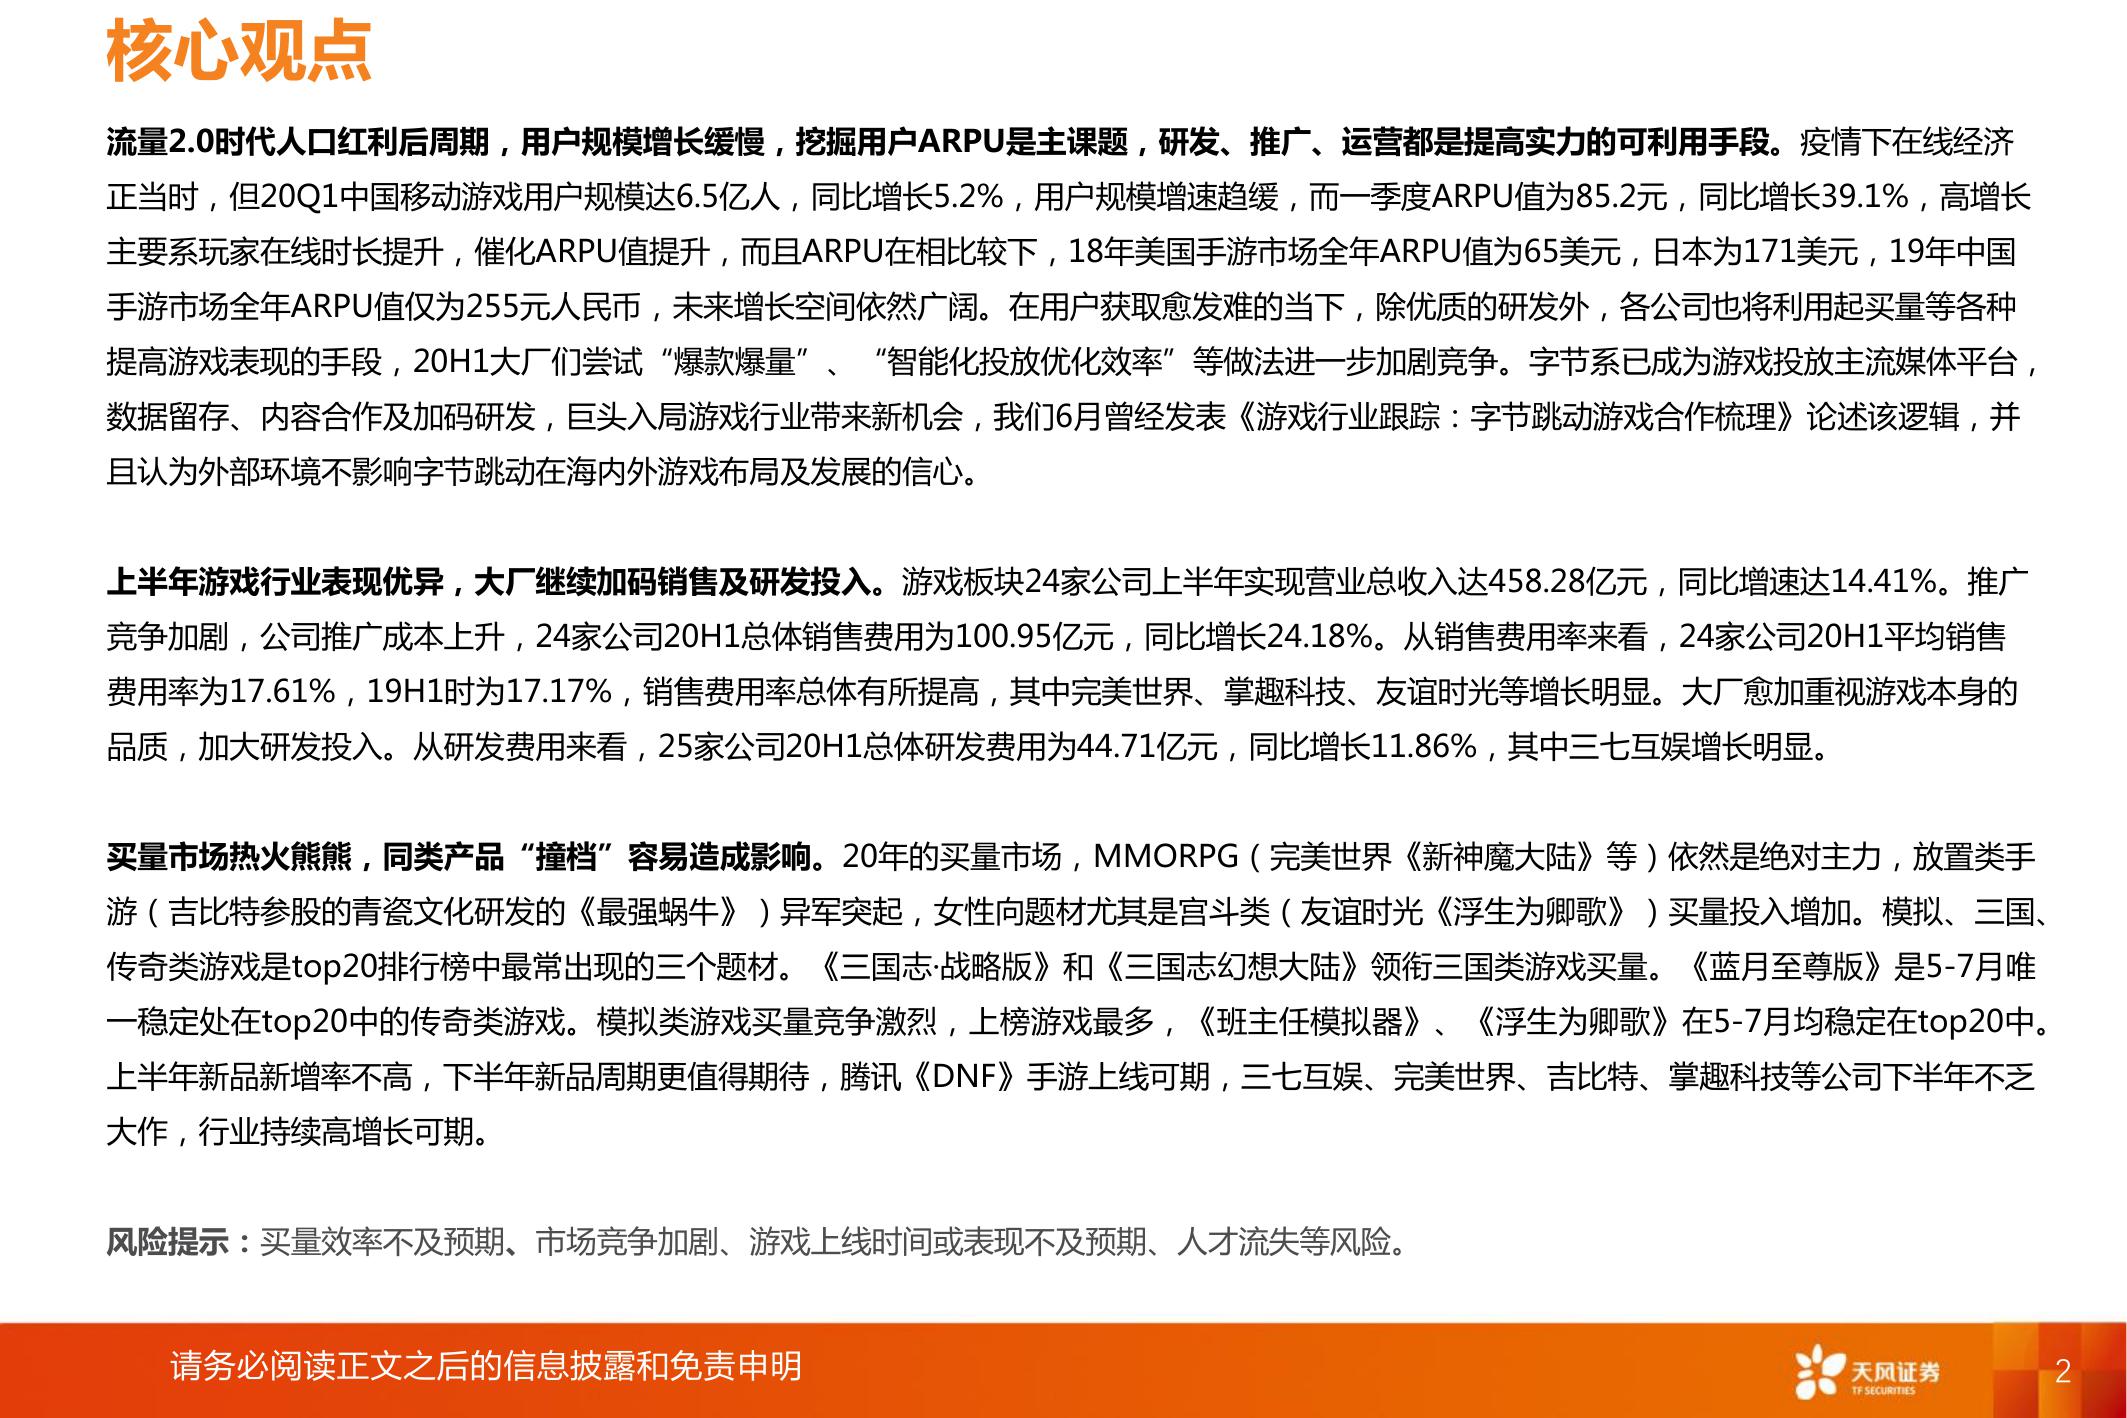 核心观点
流量2.0时代人口红利后周期，用户规模增长缓慢，挖掘用户ARPU是主课题，研发、推广、运营都是提高实力的可利用手段。疫情下在线经济
正当时，但20Q1中国移动游戏用户规模达6.5亿人，同比增长5.2%，用户规模增速趋缓，而一季度ARPU值为85.2元，同比增长39.1%，高增长
主要系玩家在线时长提升，催化ARPU值提升，而且ARPU在相比较下，18年美国手游市场全年ARPU值为65美元，日本为171美元，19年中国
手游市场全年ARPU值仅为255元人民币，未来增长空间依然广阔。在用户获取愈发难的当下，除优质的研发外，各公司也将利用起买量等各种
提高游戏表现的手段，20H1大厂们尝试“爆款爆量”、“智能化投放优化效率”等做法进一步加剧竞争。字节系已成为游戏投放主流媒体平台，
数据留存、内容合作及加码研发，巨头入局游戏行业带来新机会，我们6月曾经发表《游戏行业跟踪：字节跳动游戏合作梳理》论述该逻辑，并
且认为外部环境不影响字节跳动在海内外游戏布局及发展的信心。
上半年游戏行业表现优异，大厂继续加码销售及研发投入。游戏板块24家公司上半年实现营业总收入达458.28亿元，同比增速达14.41%。推广
竞争加剧，公司推广成本上升，24家公司20H1总体销售费用为100.95亿元，同比增长24.18%。从销售费用率来看，24家公司20H1平均销售
费用率为17.61%，19H1时为17.17%，销售费用率总体有所提高，其中完美世界、掌趣科技、友谊时光等增长明显。大厂愈加重视游戏本身的
品质，加大研发投入。从研发费用来看，25家公司20H1总体研发费用为44.71亿元，同比增长11.86%，其中三七互娱增长明显。
买量市场热火熊熊，同类产品“撞档”容易造成影响。20年的买量市场，MMORPG（完美世界《新神魔大陆》等）依然是绝对主力，放置类手
游（吉比特参股的青瓷文化研发的《最强蜗牛》）异军突起，女性向题材尤其是宫斗类（友谊时光《浮生为卿歌》）买量投入增加。模拟、三国、
传奇类游戏是top20排行榜中最常出现的三个题材。《三国志·战略版》和《三国志幻想大陆》领衔三国类游戏买量。《蓝月至尊版》是5-7月唯
一稳定处在top20中的传奇类游戏。模拟类游戏买量竞争激烈，上榜游戏最多，《班主任模拟器》、《浮生为卿歌》在5-7月均稳定在top20中。
上半年新品新增率不高，下半年新品周期更值得期待，腾讯《DNF》手游上线可期，三七互娱、完美世界、吉比特、掌趣科技等公司下半年不乏
大作，行业持续高增长可期。
风险提示：买量效率不及预期、市场竞争加剧、游戏上线时间或表现不及预期、人才流失等风险。
请务必阅读正文之后的信息披露和免责申明
天风证券
TF SECURITIES
2